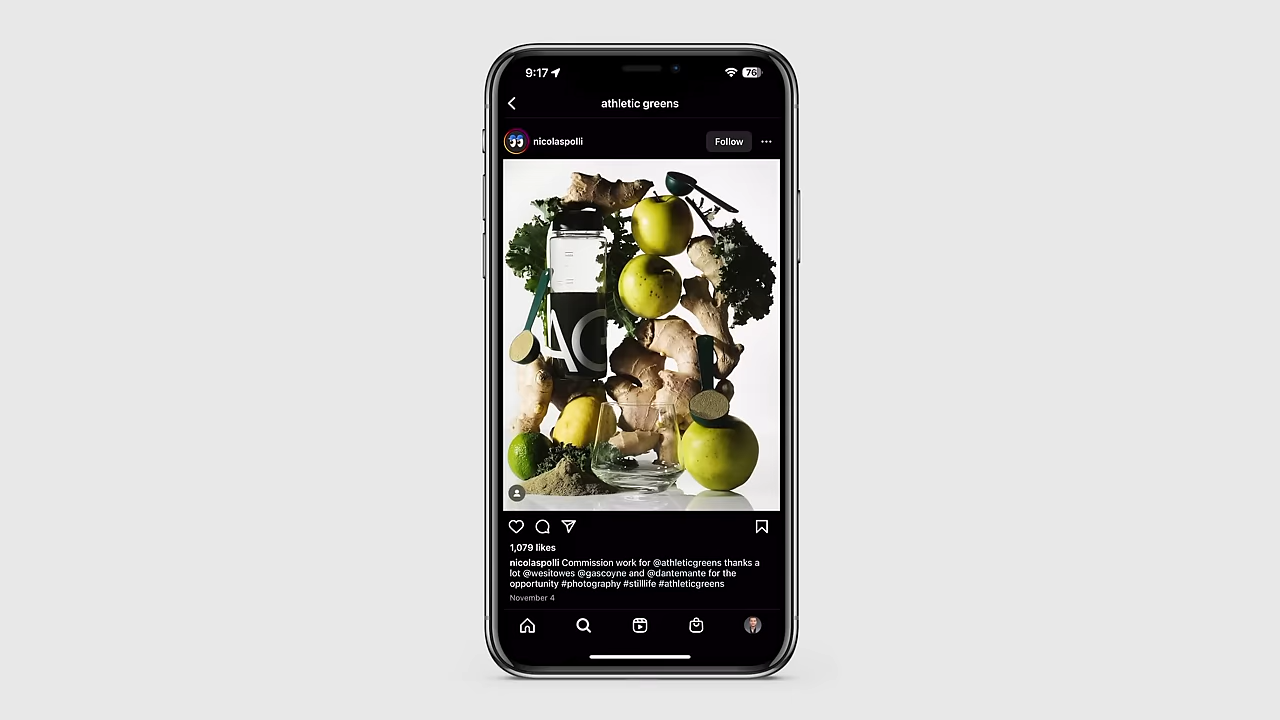 9:17
76
athletic greens
nicolaspolli
Follow
AG
1,079 likes
nicolaspolli Commission work for @athleticgreens thanks a
lot @wesitowes @gascoyne and @dantemante for the
opportunity #photography #stilllife #athleticgreens
November 4